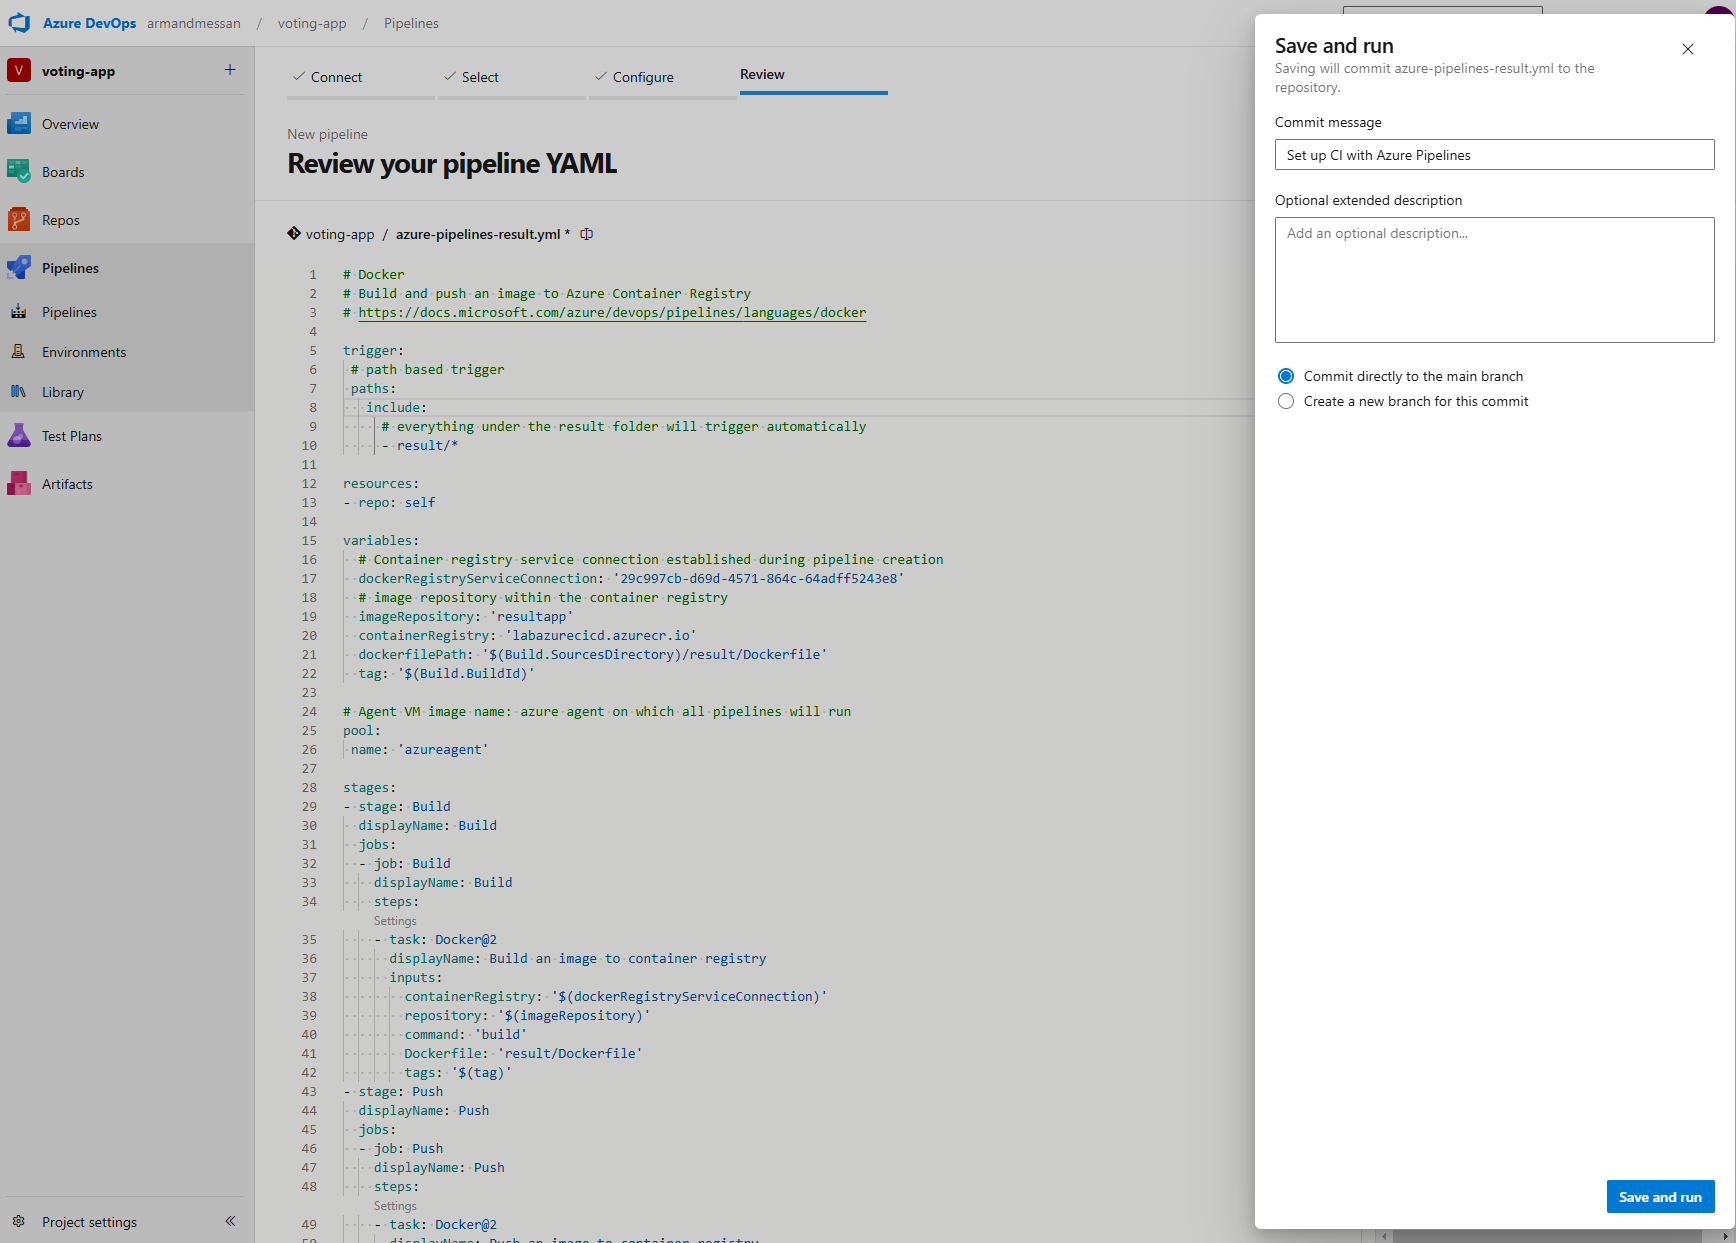 Azure DevOps armandmessan / voting-app / Pipelines
V voting-app +
Overview
Boards
Repos
Pipelines
Pipelines
Environments
Library
Test Plans
Artifacts
Project settings
Connect
Select
Configure
Review
New pipeline
Review your pipeline YAML
voting-app / azure-pipelines-result.yml *
1 # Docker
2 # Build and push an image to Azure Container Registry
3 # https://docs.microsoft.com/azure/devops/pipelines/languages/docker
4
5 trigger:
6 # path based trigger
7 paths:
8 include:
9 # everything under the result folder will trigger automatically
10 - result/*
11
12 resources:
13 - repo: self
14
15 variables:
16 # Container registry service connection established during pipeline creation
17 dockerRegistryServiceConnection: '29c997cb-d69d-4571-864c-64adff5243e8'
18 # image repository within the container registry
19 imageRepository: 'resultapp'
20 containerRegistry: 'labazurecicd.azurecr.io'
21 dockerfilePath: '$(Build.SourcesDirectory)/result/Dockerfile'
22 tag: '$(Build.BuildId)'
23
24 # Agent VM image name: azure agent on which all pipelines will run
25 pool:
26 name: 'azureagent'
27
28 stages:
29 - stage: Build
30 displayName: Build
31 jobs:
32 - job: Build
33 displayName: Build
34 steps:
Settings
35 - task: Docker@2
36 displayName: Build an image to container registry
37 inputs:
38 containerRegistry: '$(dockerRegistryServiceConnection)'
39 repository: '$(imageRepository)'
40 command: 'build'
41 Dockerfile: 'result/Dockerfile'
42 tags: '$(tag)'
43 - stage: Push
44 displayName: Push
45 jobs:
46 - job: Push
47 displayName: Push
48 steps:
Settings
49 - task: Docker@2
50 displayName: Push an image to container registry
Save and run
Saving will commit azure-pipelines-result.yml to the
repository.
Commit message
Set up CI with Azure Pipelines
Optional extended description
Add an optional description...
Commit directly to the main branch
Create a new branch for this commit
Save and run